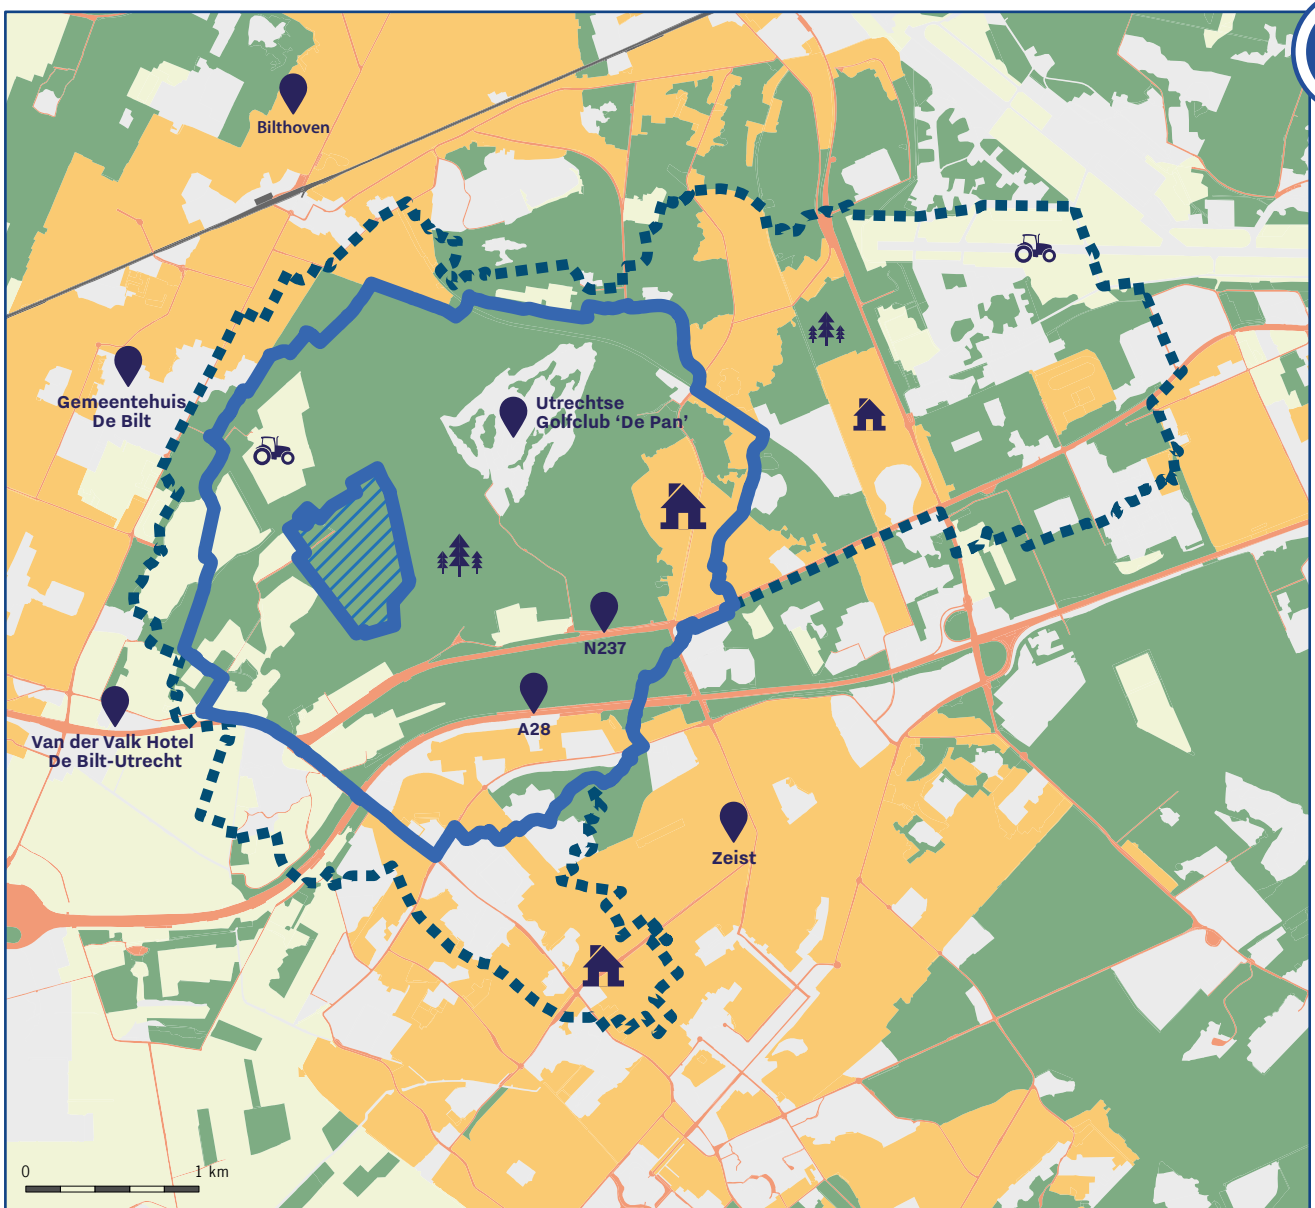 Bilthoven
Gemeentehuis
De Bilt
Utrechtse
Golfclub ‘De Pan’
N237
A28
Van der Valk Hotel
De Bilt-Utrecht
Zeist
0 1 km